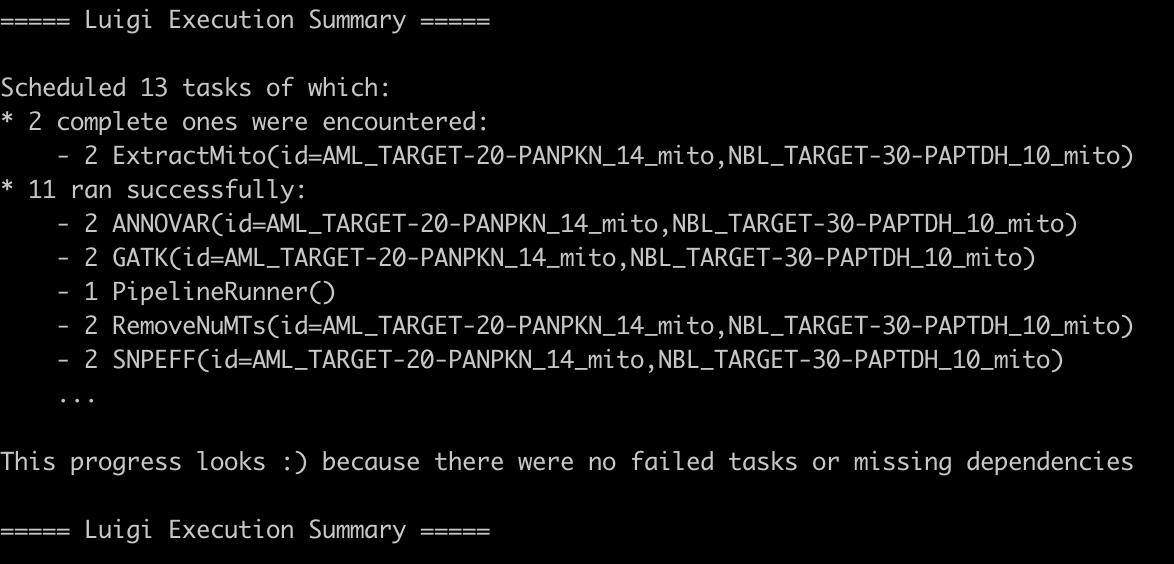 ===== Luigi Execution Summary =====
Scheduled 13 tasks of which:
* 2 complete ones were encountered:
    - 2 ExtractMito(id=AML_TARGET-20-PANPKN_14_mito,NBL_TARGET-30-PAPTDH_10_mito)
* 11 ran successfully:
    - 2 ANNOVAR(id=AML_TARGET-20-PANPKN_14_mito,NBL_TARGET-30-PAPTDH_10_mito)
    - 2 GATK(id=AML_TARGET-20-PANPKN_14_mito,NBL_TARGET-30-PAPTDH_10_mito)
    - 1 PipelineRunner()
    - 2 RemoveNuMTs(id=AML_TARGET-20-PANPKN_14_mito,NBL_TARGET-30-PAPTDH_10_mito)
    - 2 SNPEFF(id=AML_TARGET-20-PANPKN_14_mito,NBL_TARGET-30-PAPTDH_10_mito)
    ...
This progress looks :) because there were no failed tasks or missing dependencies
===== Luigi Execution Summary =====